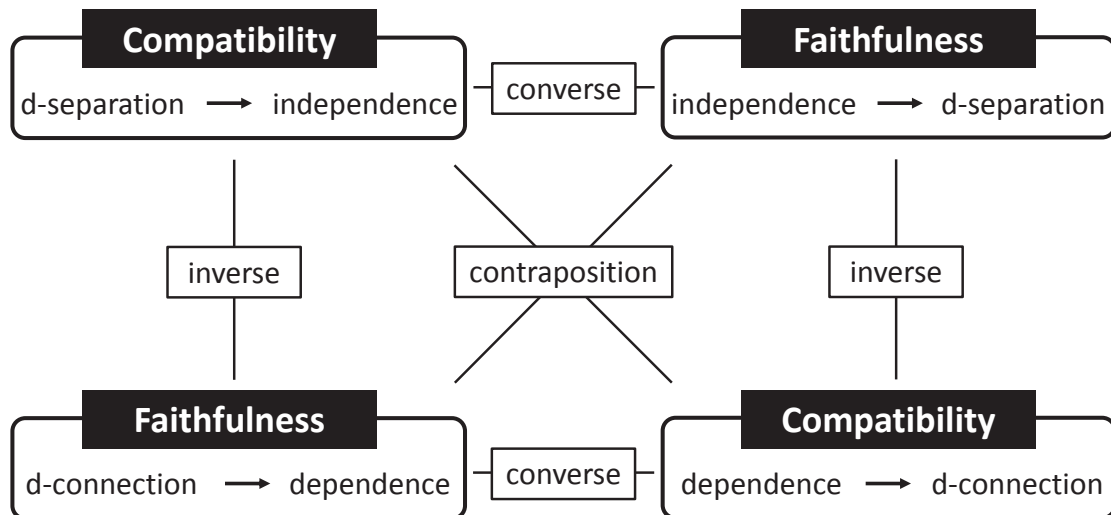 Compatibility
d-separation → independence
converse
Faithfulness
independence → d-separation
inverse
contraposition
inverse
Faithfulness
d-connection → dependence
converse
Compatibility
dependence → d-connection